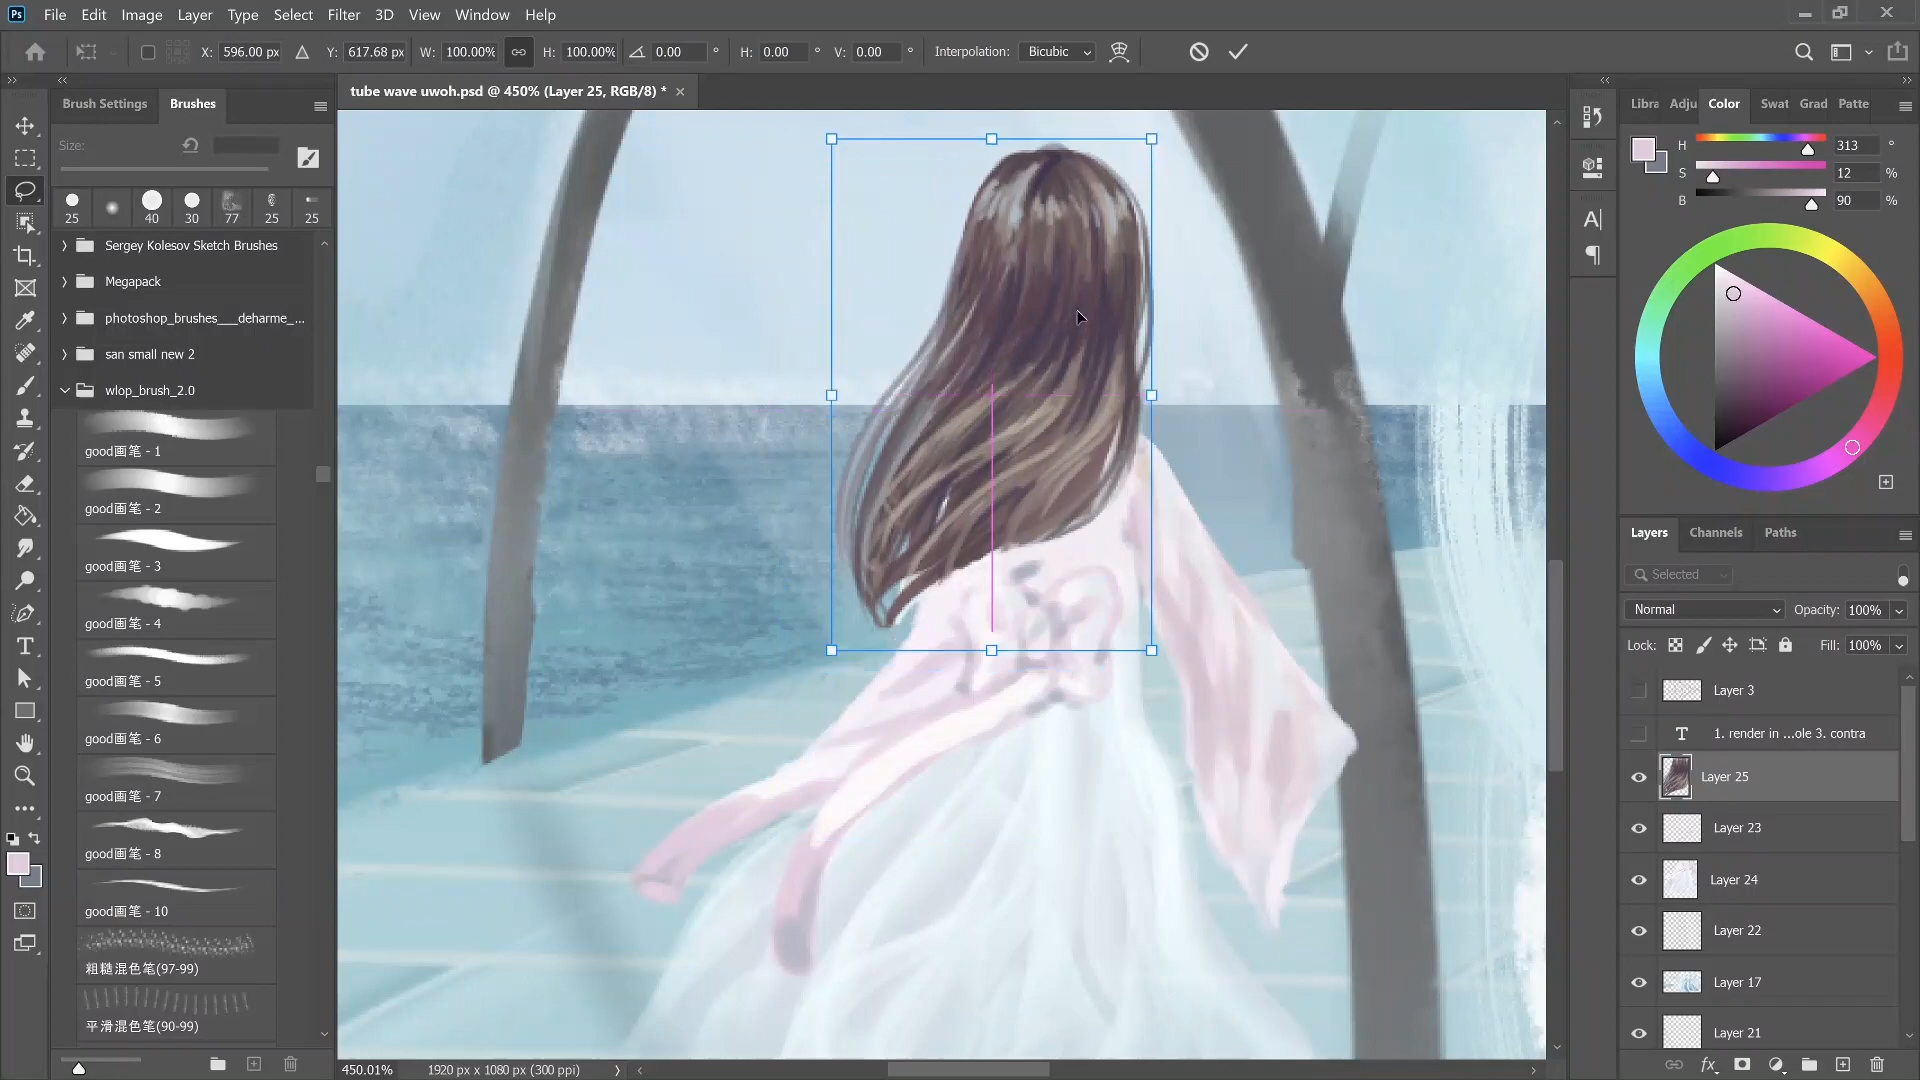 Ps File Edit Image Layer Type Select Filter 3D View Window Help
X: 596.00 px Y: 617.68 px W: 100.00% H: 100.00% 0.00 ° H: 0.00 ° V: 0.00 ° Interpolation: Bicubic
Brush Settings Brushes
Size:
25 40 30 77 25 25
Sergey Kolesov Sketch Brushes
Megapack
photoshop_brushes___deharme_...
san small new 2
wlop_brush_2.0
good画笔 - 1
good画笔 - 2
good画笔 - 3
good画笔 - 4
good画笔 - 5
good画笔 - 6
good画笔 - 7
good画笔 - 8
good画笔 - 10
粗糙混色笔(97-99)
平滑混色笔(90-99)
tube wave uwoh.psd @ 450% (Layer 25, RGB/8) *
450.01% 1920 px x 1080 px (300 ppi)
Libra Adju Color Swat Grad Patte
H 313 °
S 12 %
B 90 %
Layers Channels Paths
Selected
Normal Opacity: 100%
Lock: Fill: 100%
Layer 3
T 1. render in ...ole 3. contra
Layer 25
Layer 23
Layer 24
Layer 22
Layer 17
Layer 21
fx